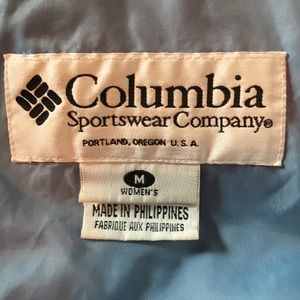 Columbia
Sportswear Company®
PORTLAND, OREGON U.S.A.
M
WOMEN'S
MADE IN PHILIPPINES
FABRIQUE AUX PHILIPPINES